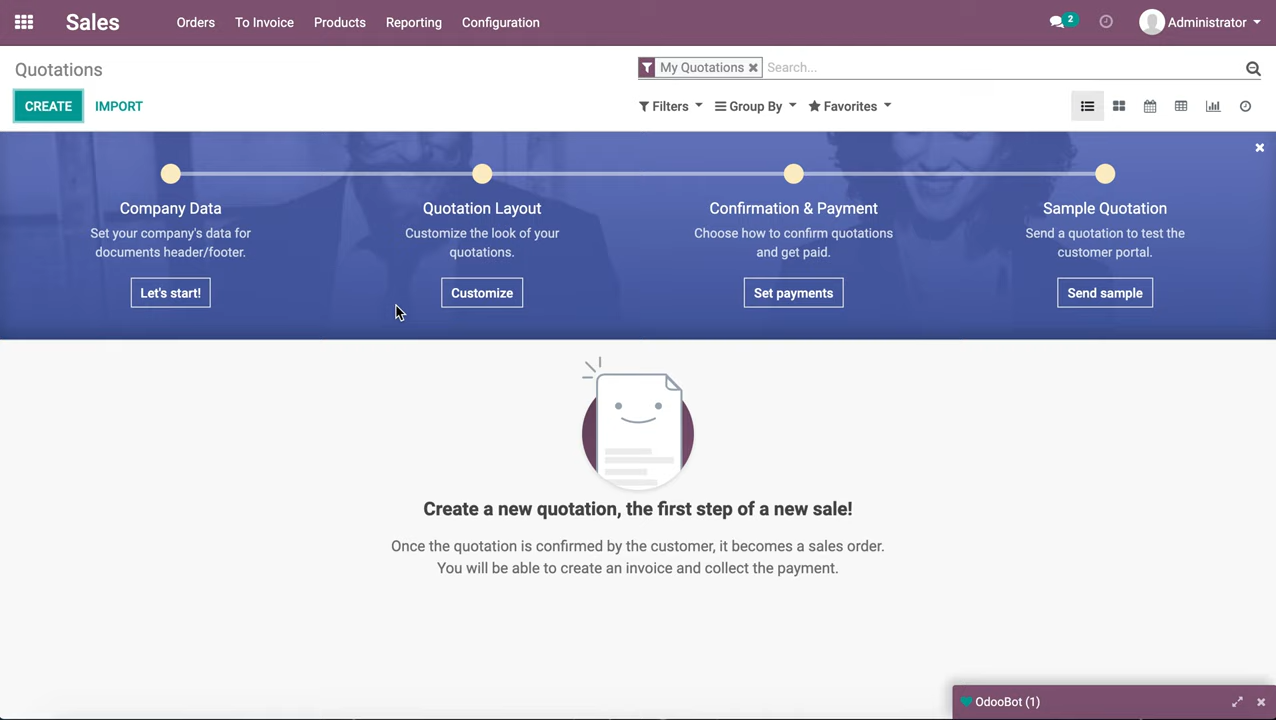 Sales Orders To Invoice Products Reporting Configuration 2 Administrator
Quotations My Quotations Search...
CREATE IMPORT Filters Group By Favorites
Company Data
Set your company's data for
documents header/footer.
Let's start!
Quotation Layout
Customize the look of your
quotations.
Customize
Confirmation & Payment
Choose how to confirm quotations
and get paid.
Set payments
Sample Quotation
Send a quotation to test the
customer portal.
Send sample
Create a new quotation, the first step of a new sale!
Once the quotation is confirmed by the customer, it becomes a sales order.
You will be able to create an invoice and collect the payment.
OdooBot (1)